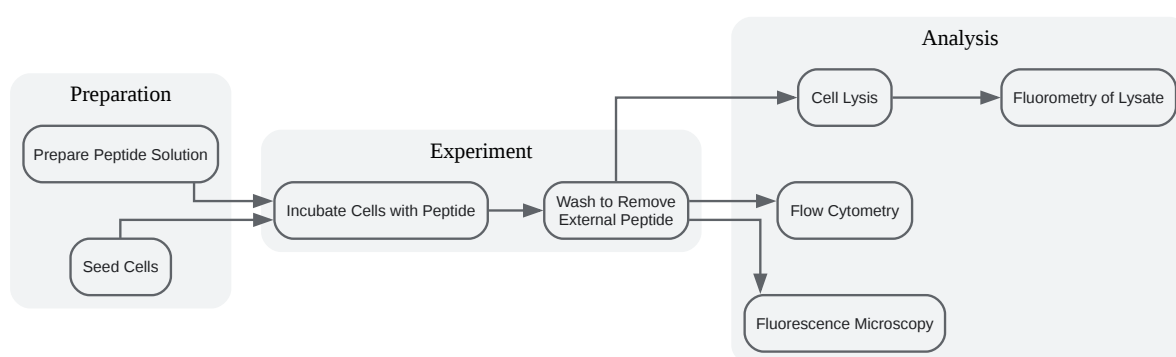 Preparation
Prepare Peptide Solution
Seed Cells
Experiment
Incubate Cells with Peptide
Wash to Remove
External Peptide
Analysis
Cell Lysis
Fluorometry of Lysate
Flow Cytometry
Fluorescence Microscopy